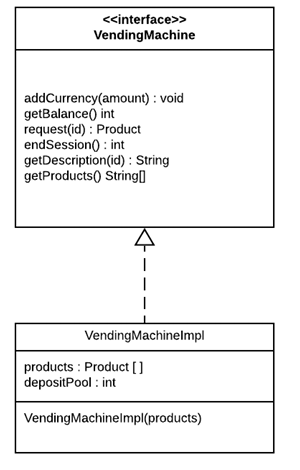 <<interface>>
VendingMachine
addCurrency(amount) : void
getBalance() int
request(id) : Product
endSession() : int
getDescription(id) : String
getProducts() String[]
VendingMachineImpl
products : Product [ ]
depositPool : int
VendingMachineImpl(products)